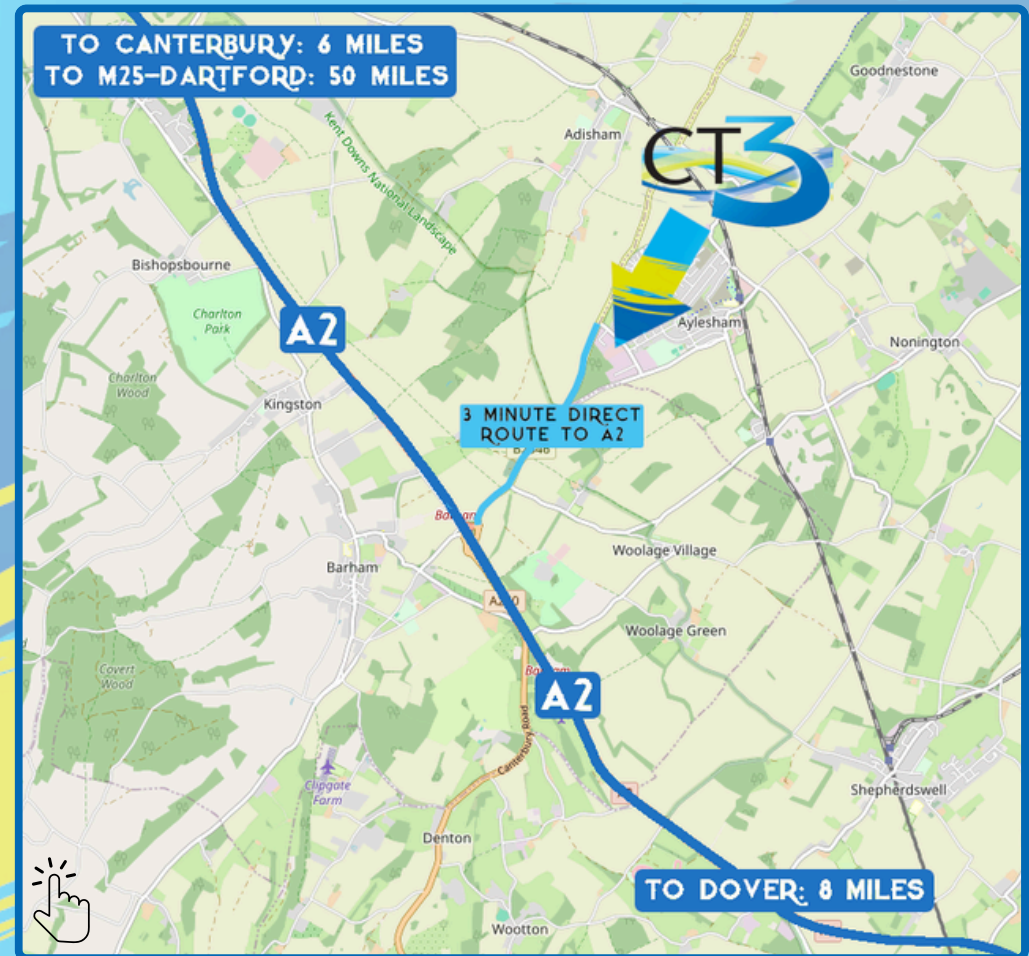 TO CANTERBURY: 6 MILES
TO M25-DARTFORD: 50 MILES
Goodnestone
Adisham
CT3
Kent Downs National Landscape
Bishopsbourne
Charlton
Park
A2
Aylesham
Nonington
Charlton
Wood
Kingston
3 MINUTE DIRECT
ROUTE TO A2
Barham
Woolage Village
Woolage Green
Covert
Wood
A2
Canterbury Road
Clipgate
Farm
Shepherdswell
Denton
TO DOVER: 8 MILES
Wootton